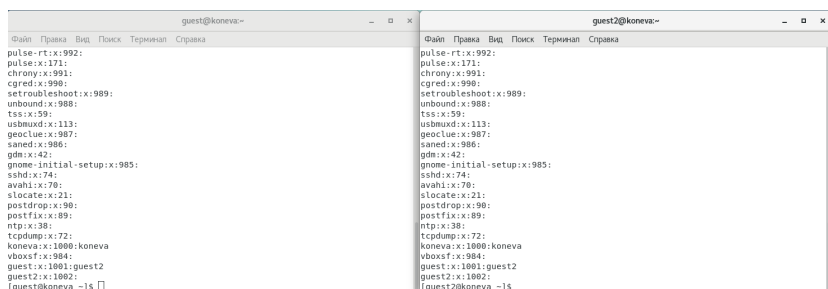 guest@koneva:~
Файл Правка Вид Поиск Терминал Справка
pulse-rt:x:992:
pulse:x:171:
chrony:x:991:
cgred:x:990:
setroubleshoot:x:989:
unbound:x:988:
tss:x:59:
usbmuxd:x:113:
geoclue:x:987:
saned:x:986:
gdm:x:42:
gnome-initial-setup:x:985:
sshd:x:74:
avahi:x:70:
slocate:x:21:
postdrop:x:90:
postfix:x:89:
ntp:x:38:
tcpdump:x:72:
koneva:x:1000:koneva
vboxsf:x:984:
guest:x:1001:guest2
guest2:x:1002:
[guest@koneva ~]$
guest2@koneva:~
Файл Правка Вид Поиск Терминал Справка
pulse-rt:x:992:
pulse:x:171:
chrony:x:991:
cgred:x:990:
setroubleshoot:x:989:
unbound:x:988:
tss:x:59:
usbmuxd:x:113:
geoclue:x:987:
saned:x:986:
gdm:x:42:
gnome-initial-setup:x:985:
sshd:x:74:
avahi:x:70:
slocate:x:21:
postdrop:x:90:
postfix:x:89:
ntp:x:38:
tcpdump:x:72:
koneva:x:1000:koneva
vboxsf:x:984:
guest:x:1001:guest2
guest2:x:1002:
[guest2@koneva ~]$